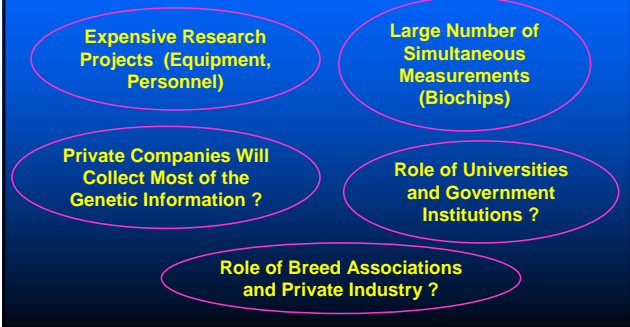 Expensive Research
Projects (Equipment,
Personnel)
Large Number of
Simultaneous
Measurements
(Biochips)
Private Companies Will
Collect Most of the
Genetic Information ?
Role of Universities
and Government
Institutions ?
Role of Breed Associations
and Private Industry ?